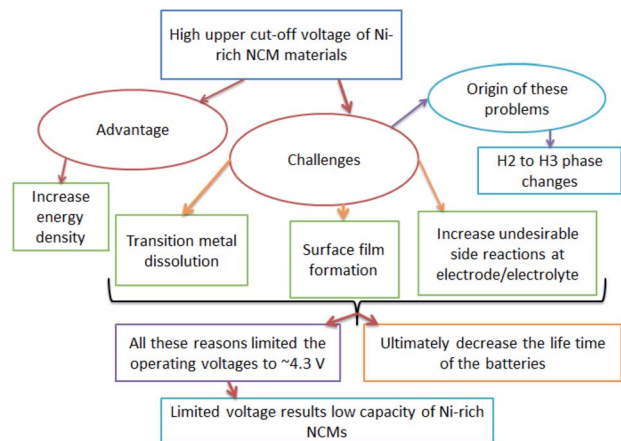 High upper cut-off voltage of Ni-
rich NCM materials
Advantage
Challenges
Origin of these
problems
H2 to H3 phase
changes
Increase
energy
density
Transition metal
dissolution
Surface film
formation
Increase undesirable
side reactions at
electrode/electrolyte
All these reasons limited the
operating voltages to ~4.3 V
Ultimately decrease the life time
of the batteries
Limited voltage results low capacity of Ni-rich
NCMs